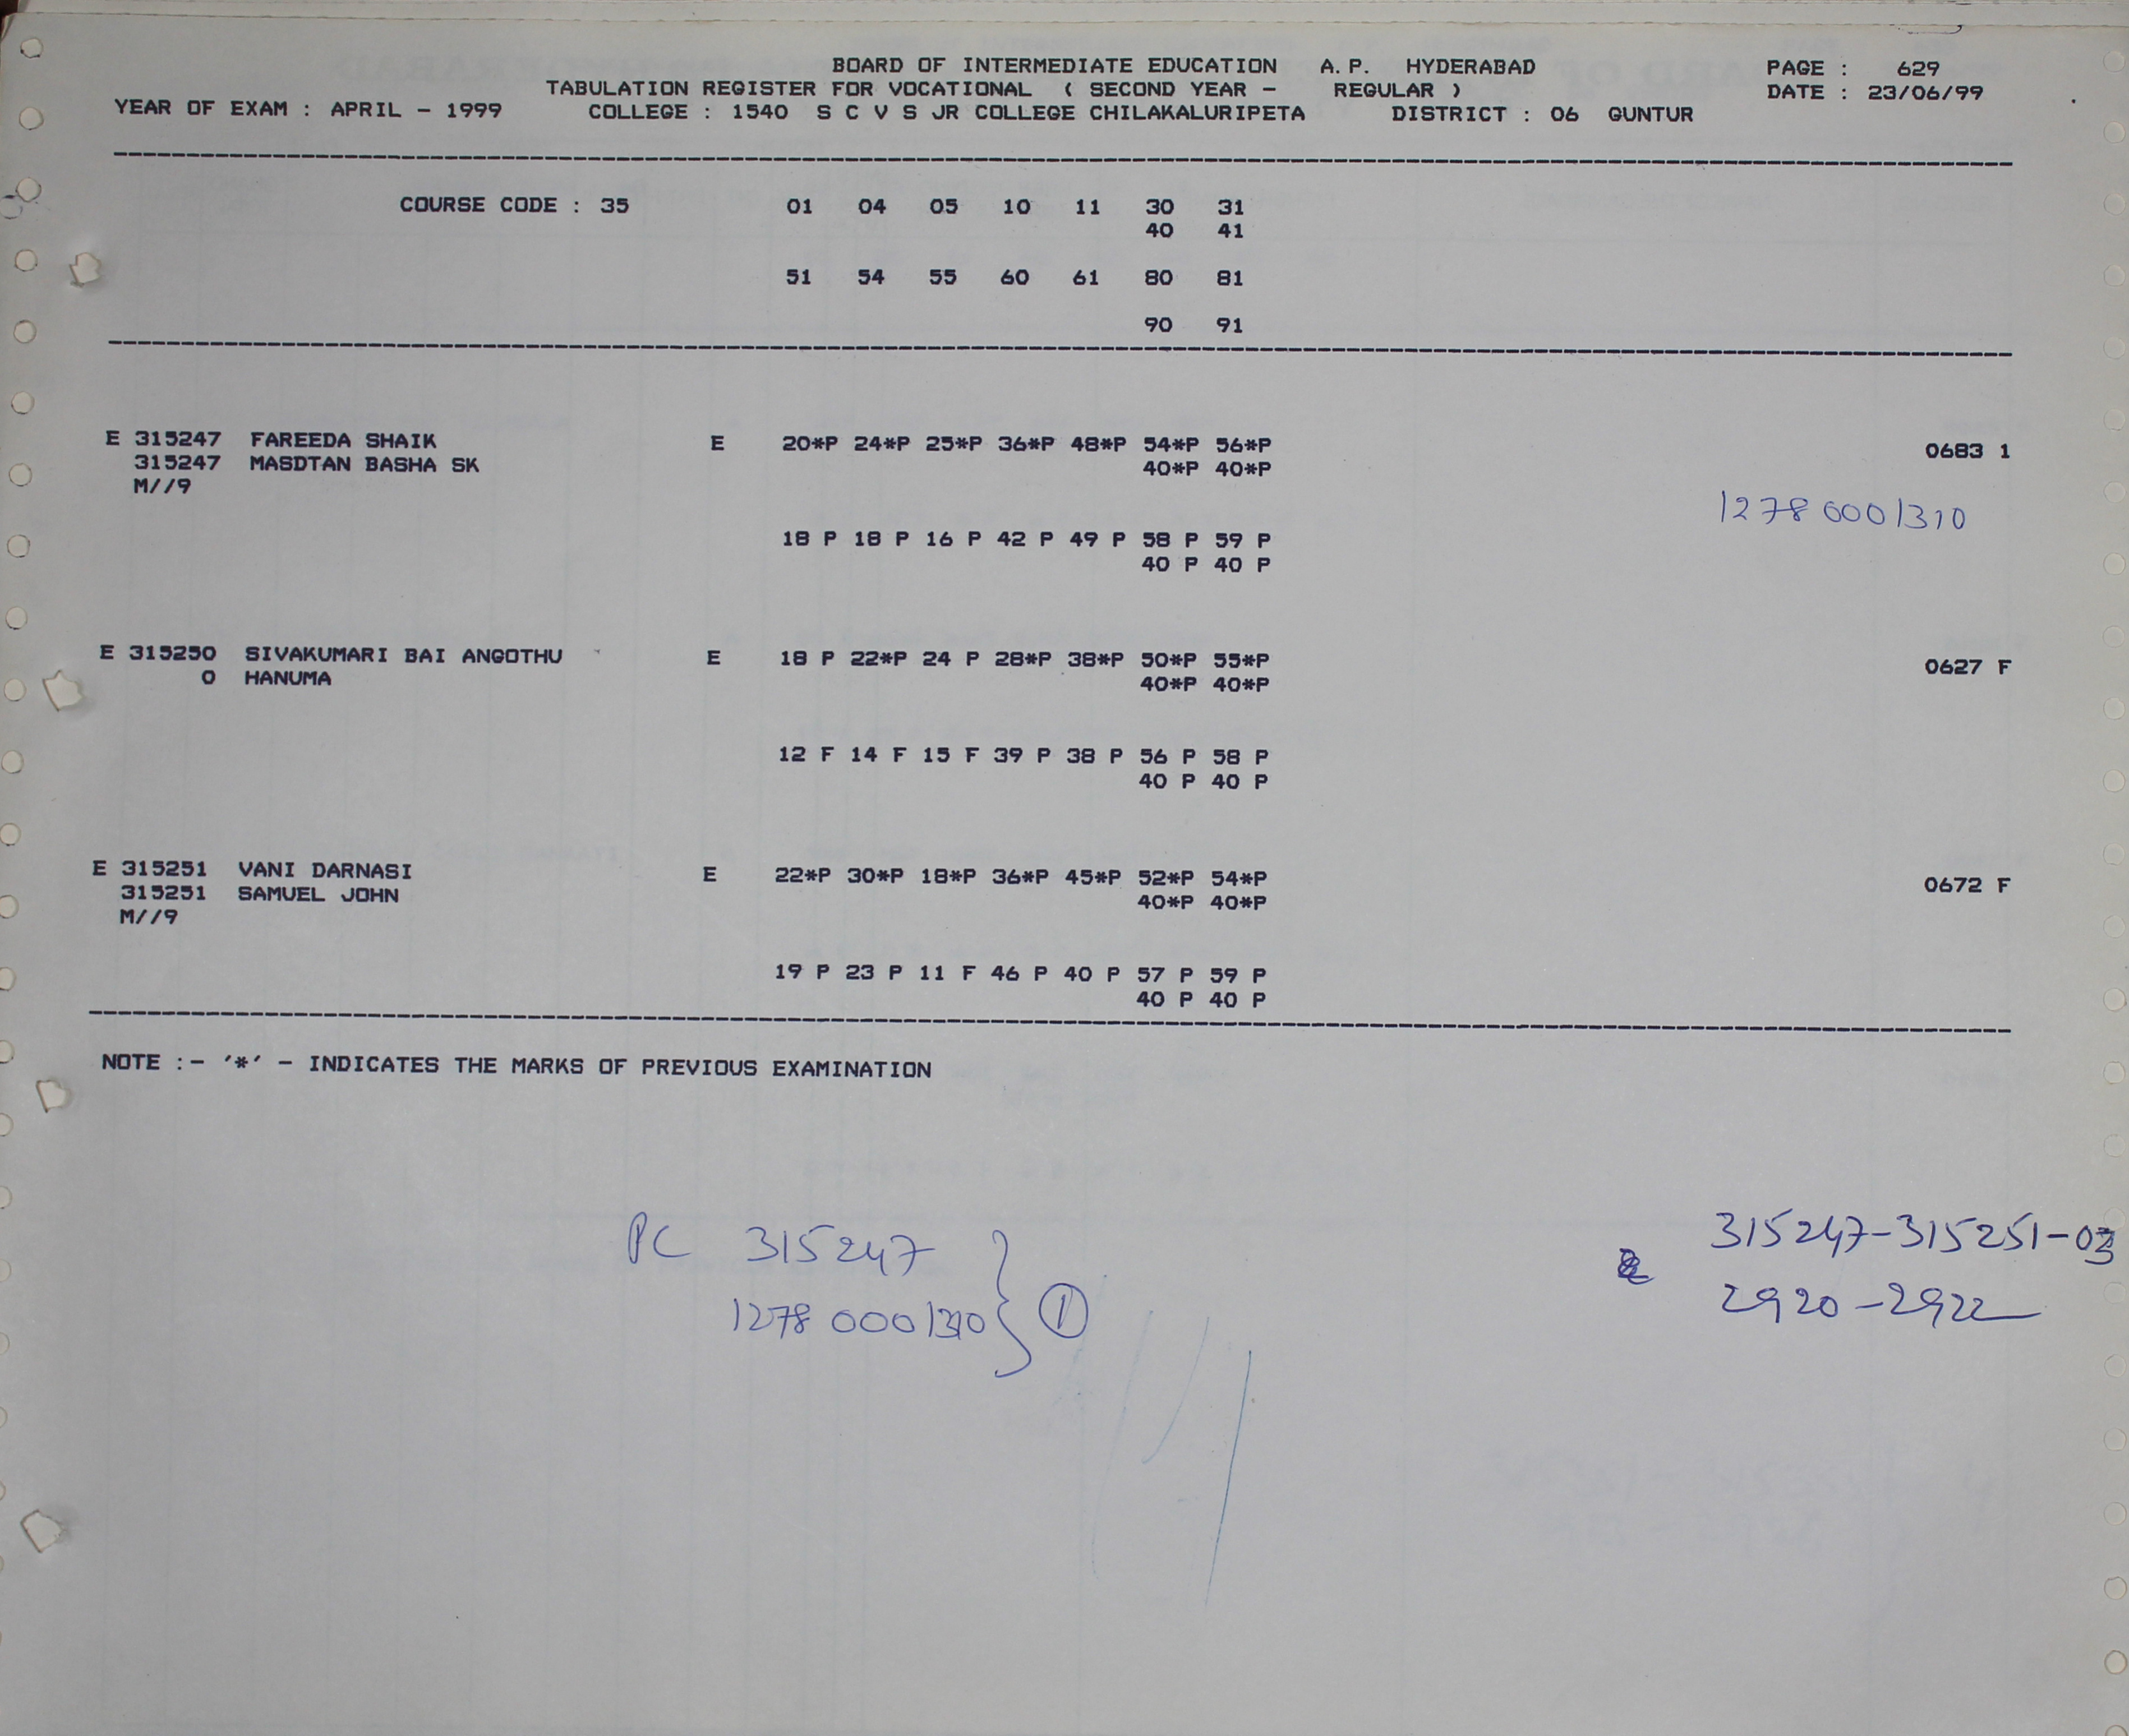 BOARD OF INTERMEDIATE EDUCATION A.P. HYDERABAD PAGE : 629
TABULATION REGISTER FOR VOCATIONAL ( SECOND YEAR - REGULAR ) DATE : 23/06/99
YEAR OF EXAM : APRIL - 1999 COLLEGE : 1540 S C V S JR COLLEGE CHILAKALURIPETA DISTRICT : 06 GUNTUR
COURSE CODE : 35 01 04 05 10 11 30 31
40 41
51 54 55 60 61 80 81
90 91
E 315247 FAREEDA SHAIK E 20*P 24*P 25*P 36*P 48*P 54*P 56*P 0683 1
315247 MASDTAN BASHA SK 40*P 40*P
M//9
12780001310
18 P 18 P 16 P 42 P 49 P 58 P 59 P
40 P 40 P
E 315250 SIVAKUMARI BAI ANGOTHU E 18 P 22*P 24 P 28*P 38*P 50*P 55*P 0627 F
0 HANUMA 40*P 40*P
12 F 14 F 15 F 39 P 38 P 56 P 58 P
40 P 40 P
E 315251 VANI DARNASI E 22*P 30*P 18*P 36*P 45*P 52*P 54*P 0672 F
315251 SAMUEL JOHN 40*P 40*P
M//9
19 P 23 P 11 F 46 P 40 P 57 P 59 P
40 P 40 P
NOTE :- '*' - INDICATES THE MARKS OF PREVIOUS EXAMINATION
PC 315247
12780001310 } 1
315247-315251-03
2920-2922